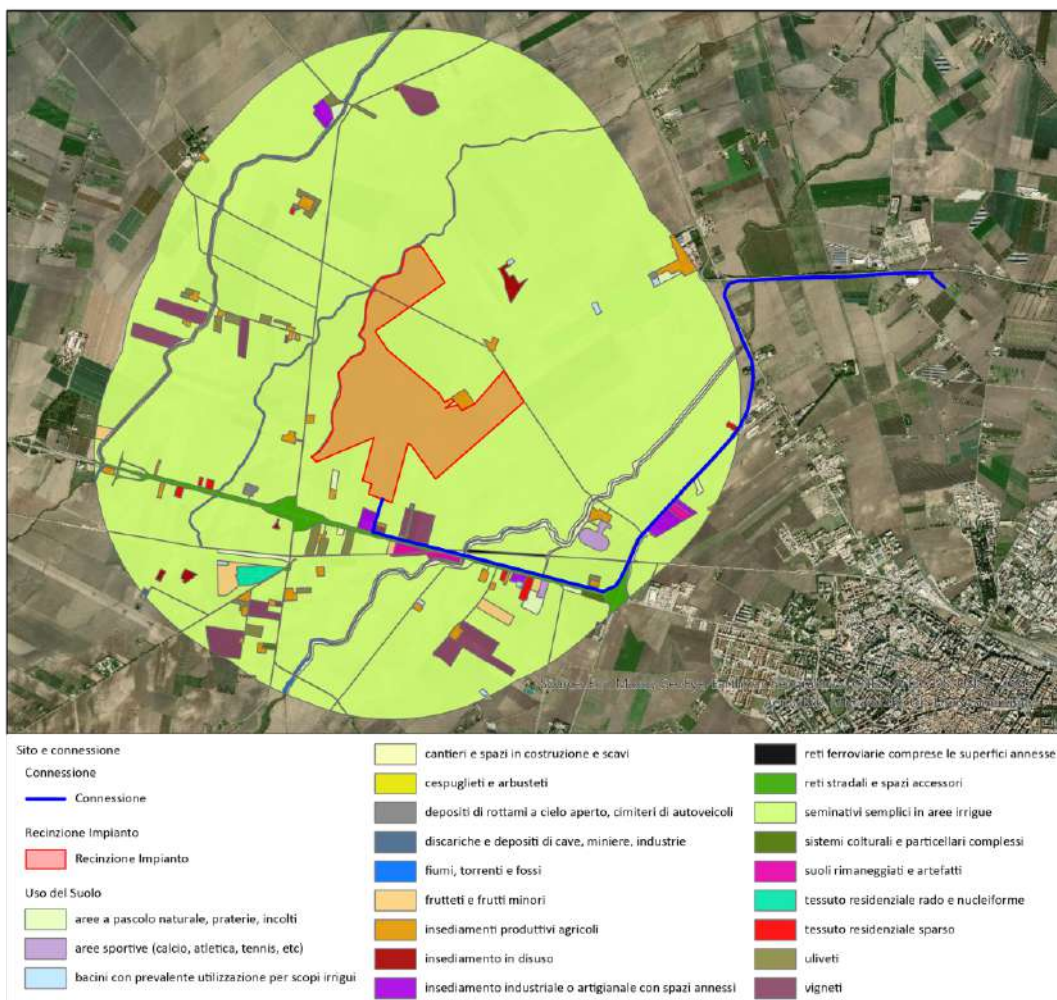 Sito e connessione
Connessione
Connessione
Recinzione Impianto
Recinzione Impianto
Uso del Suolo
aree a pascolo naturale, praterie, incolti
aree sportive (calcio, atletica, tennis, etc)
bacini con prevalente utilizzazione per scopi irrigui
cantieri e spazi in costruzione e scavi
cespuglieti e arbusteti
depositi di rottami a cielo aperto, cimiteri di autoveicoli
discariche e depositi di cave, miniere, industrie
fiumi, torrenti e fossi
frutteti e frutti minori
insediamenti produttivi agricoli
insediamento in disuso
insediamento industriale o artigianale con spazi annessi
reti ferroviarie comprese le superfici annesse
reti stradali e spazi accessori
seminativi semplici in aree irrigue
sistemi colturali e particellari complessi
suoli rimaneggiati e artefatti
tessuto residenziale rado e nucleiforme
tessuto residenziale sparso
uliveti
vigneti